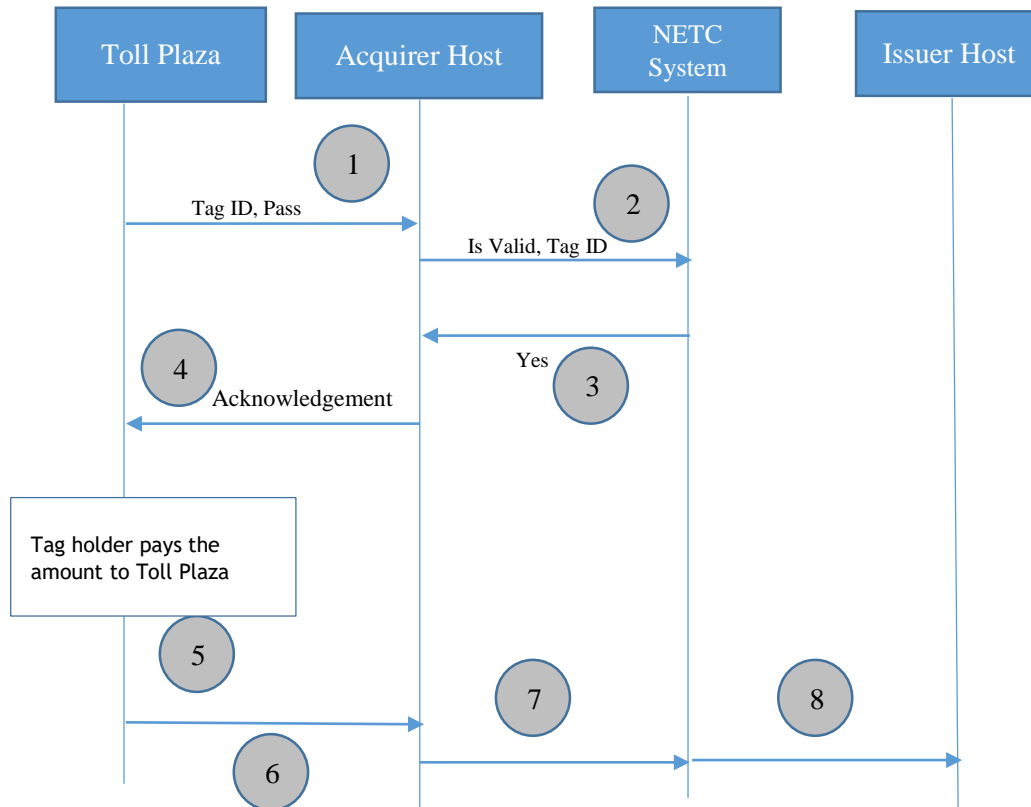 Toll Plaza
Acquirer Host
NETC
System
Issuer Host
1
Tag ID, Pass
2
Is Valid, Tag ID
Yes
3
4
Acknowledgement
Tag holder pays the
amount to Toll Plaza
5
6
7
8